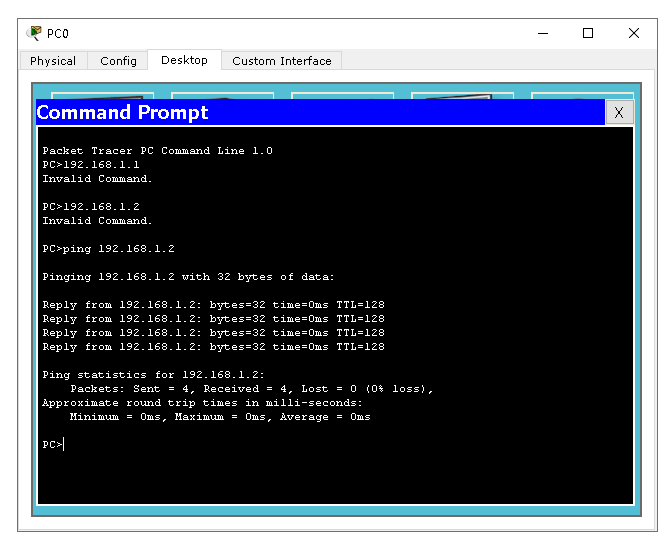 PC0
Physical Config Desktop Custom Interface
Command Prompt X
Packet Tracer PC Command Line 1.0
PC>192.168.1.1
Invalid Command.
PC>192.168.1.2
Invalid Command.
PC>ping 192.168.1.2
Pinging 192.168.1.2 with 32 bytes of data:
Reply from 192.168.1.2: bytes=32 time=0ms TTL=128
Reply from 192.168.1.2: bytes=32 time=0ms TTL=128
Reply from 192.168.1.2: bytes=32 time=0ms TTL=128
Reply from 192.168.1.2: bytes=32 time=0ms TTL=128
Ping statistics for 192.168.1.2:
    Packets: Sent = 4, Received = 4, Lost = 0 (0% loss),
Approximate round trip times in milli-seconds:
    Minimum = 0ms, Maximum = 0ms, Average = 0ms
PC>